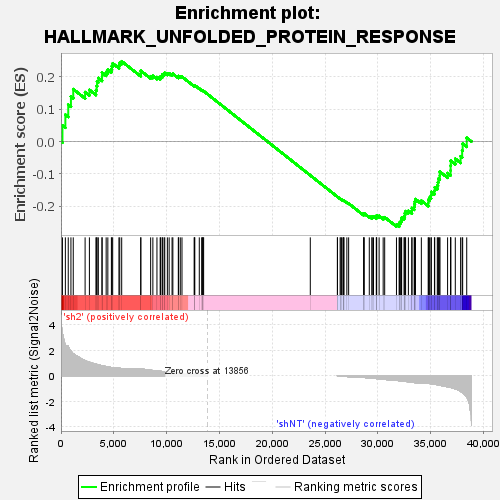 Enrichment plot:
HALLMARK_UNFOLDED_PROTEIN_RESPONSE
Enrichment score (ES)
0.2
0.1
0.0
-0.1
-0.2
'sh2' (positively correlated)
Ranked list metric (Signal2Noise)
4
2
0
-2
-4
Zero cross at 13856
'shNT' (negatively correlated)
0
5,000
10,000
15,000
20,000
25,000
30,000
35,000
40,000
Rank in Ordered Dataset
Enrichment profile
Hits
Ranking metric scores